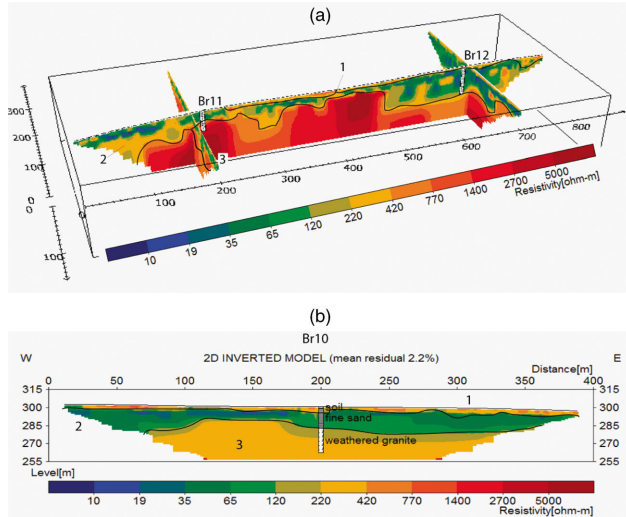 (a)
1
Br12
Br11
300
200
0
0
100
2
3
0
100
200
300
400
500
600
700
800
10
19
35
65
120
220
420
770
1400
2700
5000
Resistivity[ohm-m]
(b)
Br10
W
2D INVERTED MODEL (mean residual 2.2%)
E
Distance[m]
0 50 100 150 200 250 300 350 400
315 315
300 soil 1 300
285 2 fine sand 285
270 3 weathered granite 270
255 255
Level[m]
10 19 35 65 120 220 420 770 1400 2700 5000
Resistivity[ohm-m]